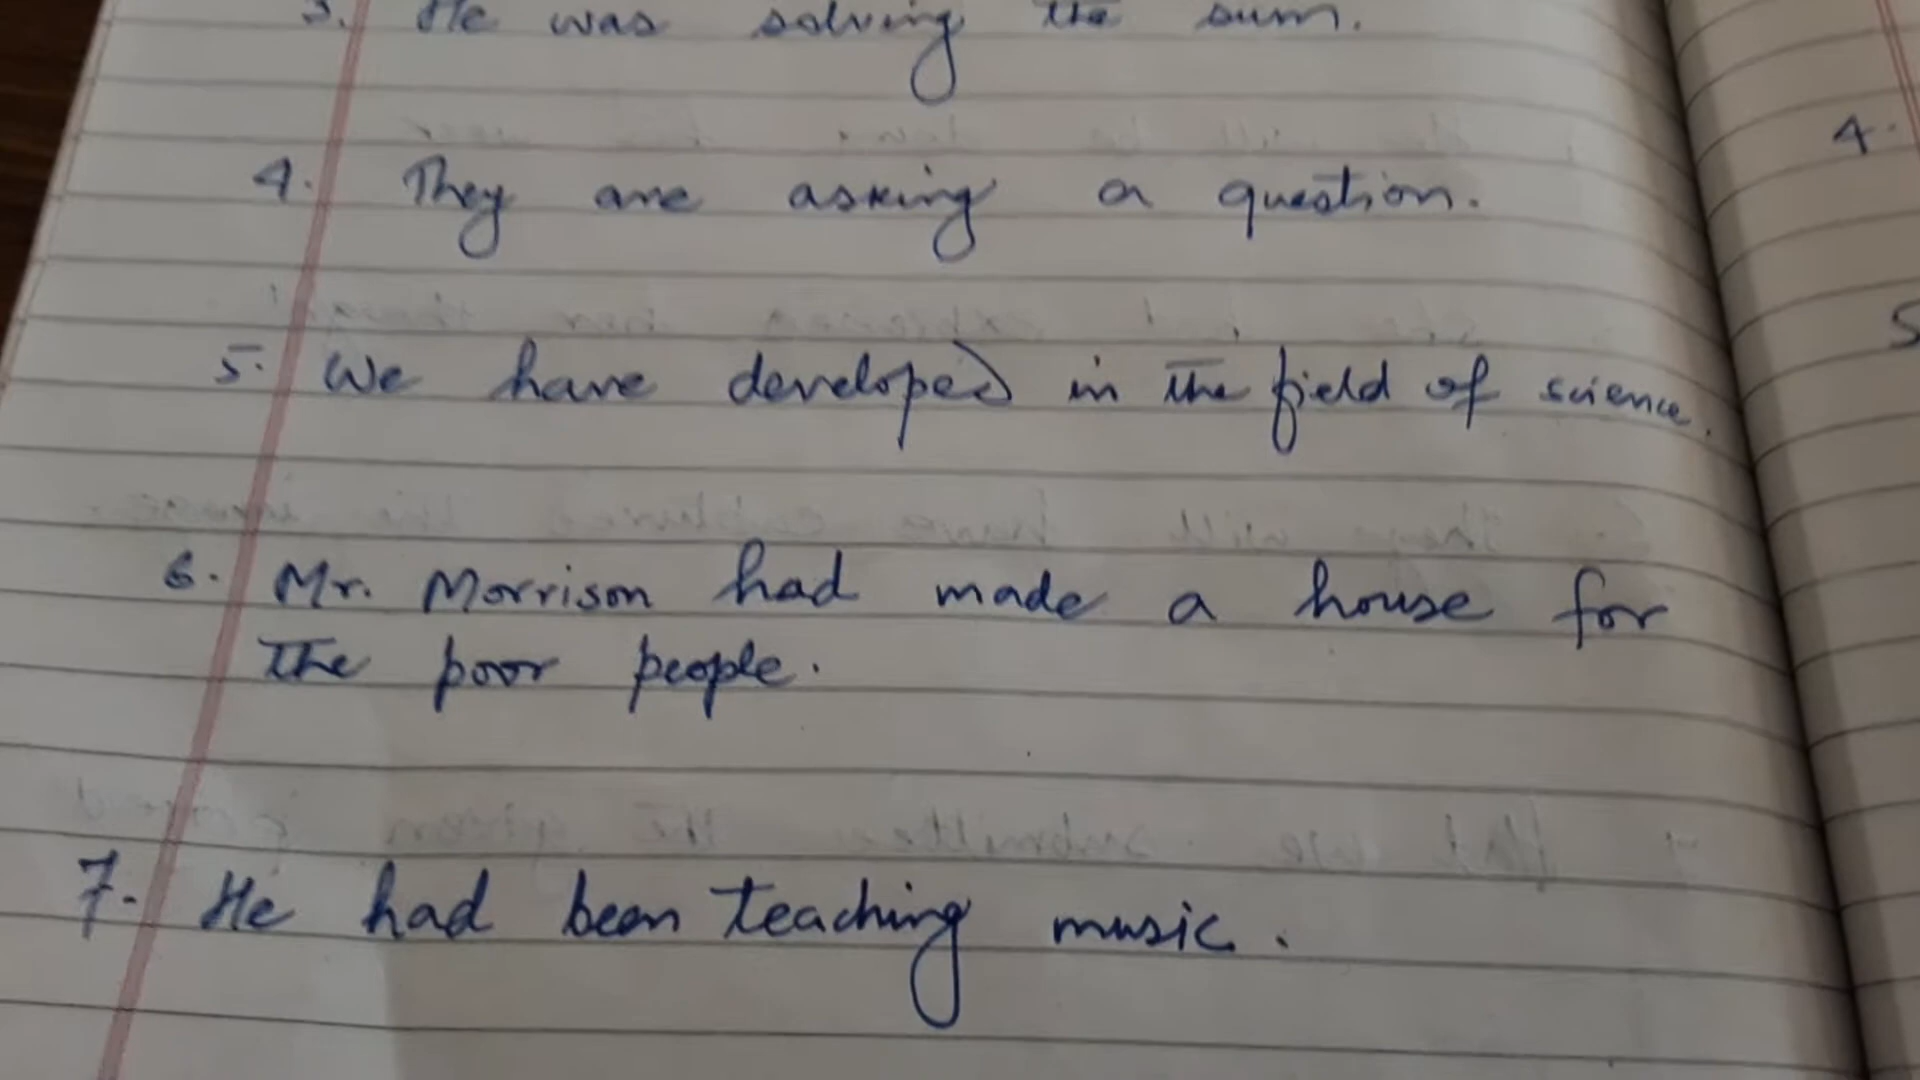 3. He was solving the sum.
4. They are asking a question.
5. We have developed in the field of science.
6. Mr. Morrison had made a house for
the poor people.
7. He had been teaching music.
4.
5